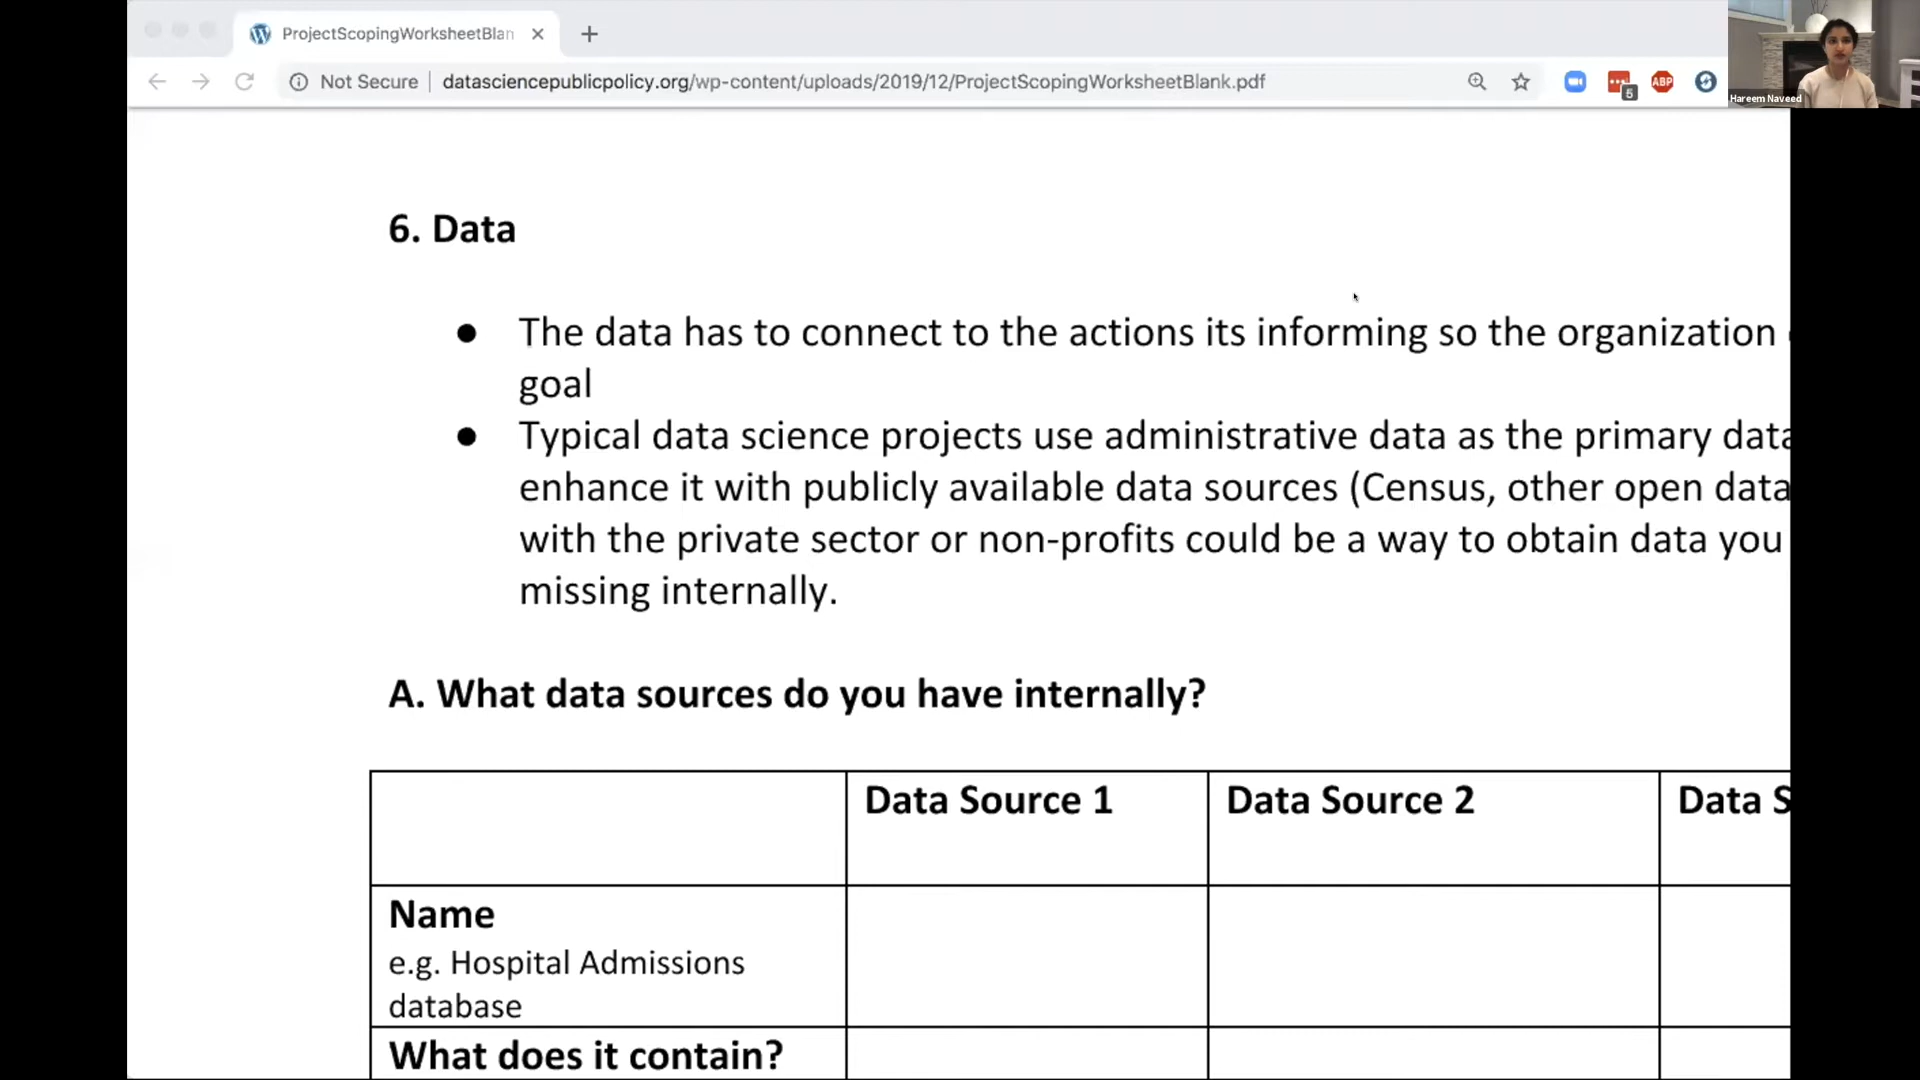 ProjectScopingWorksheetBlan
Not Secure
datasciencepublicpolicy.org/wp-content/uploads/2019/12/ProjectScopingWorksheetBlank.pdf
5
ABP
Hareem Naveed
6. Data
● The data has to connect to the actions its informing so the organization
goal
● Typical data science projects use administrative data as the primary data
enhance it with publicly available data sources (Census, other open data
with the private sector or non-profits could be a way to obtain data you
missing internally.
A. What data sources do you have internally?
Data Source 1
Data Source 2
Data S
Name
e.g. Hospital Admissions
database
What does it contain?